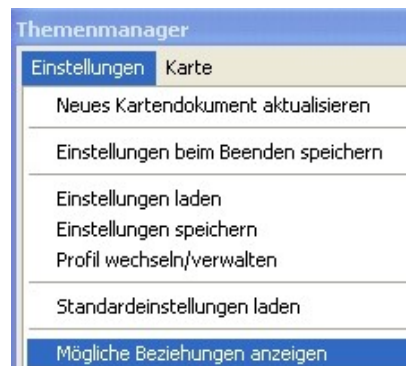 Themenmanager
Einstellungen Karte
Neues Kartendokument aktualisieren
Einstellungen beim Beenden speichern
Einstellungen laden
Einstellungen speichern
Profil wechseln/verwalten
Standardeinstellungen laden
Mögliche Beziehungen anzeigen